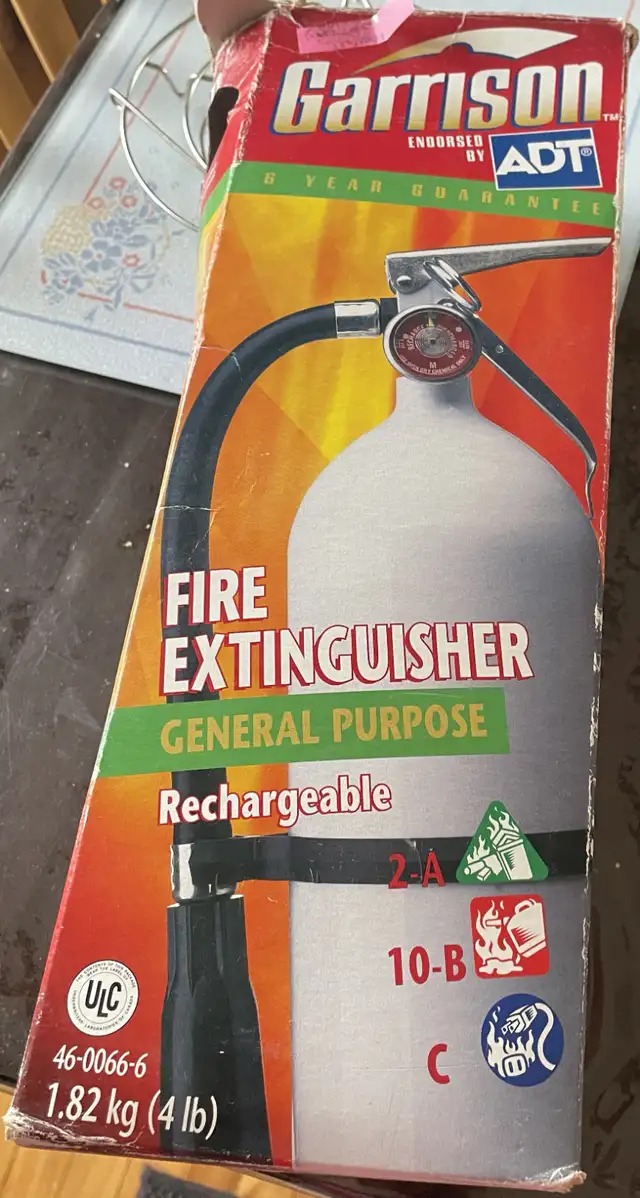 Garrison™
ENDORSED
BY
ADT®
6 YEAR GUARANTEE
M
FIRE
EXTINGUISHER
GENERAL PURPOSE
Rechargeable
2-A
10-B
C
ULC
46-0066-6
1.82 kg (4 lb)